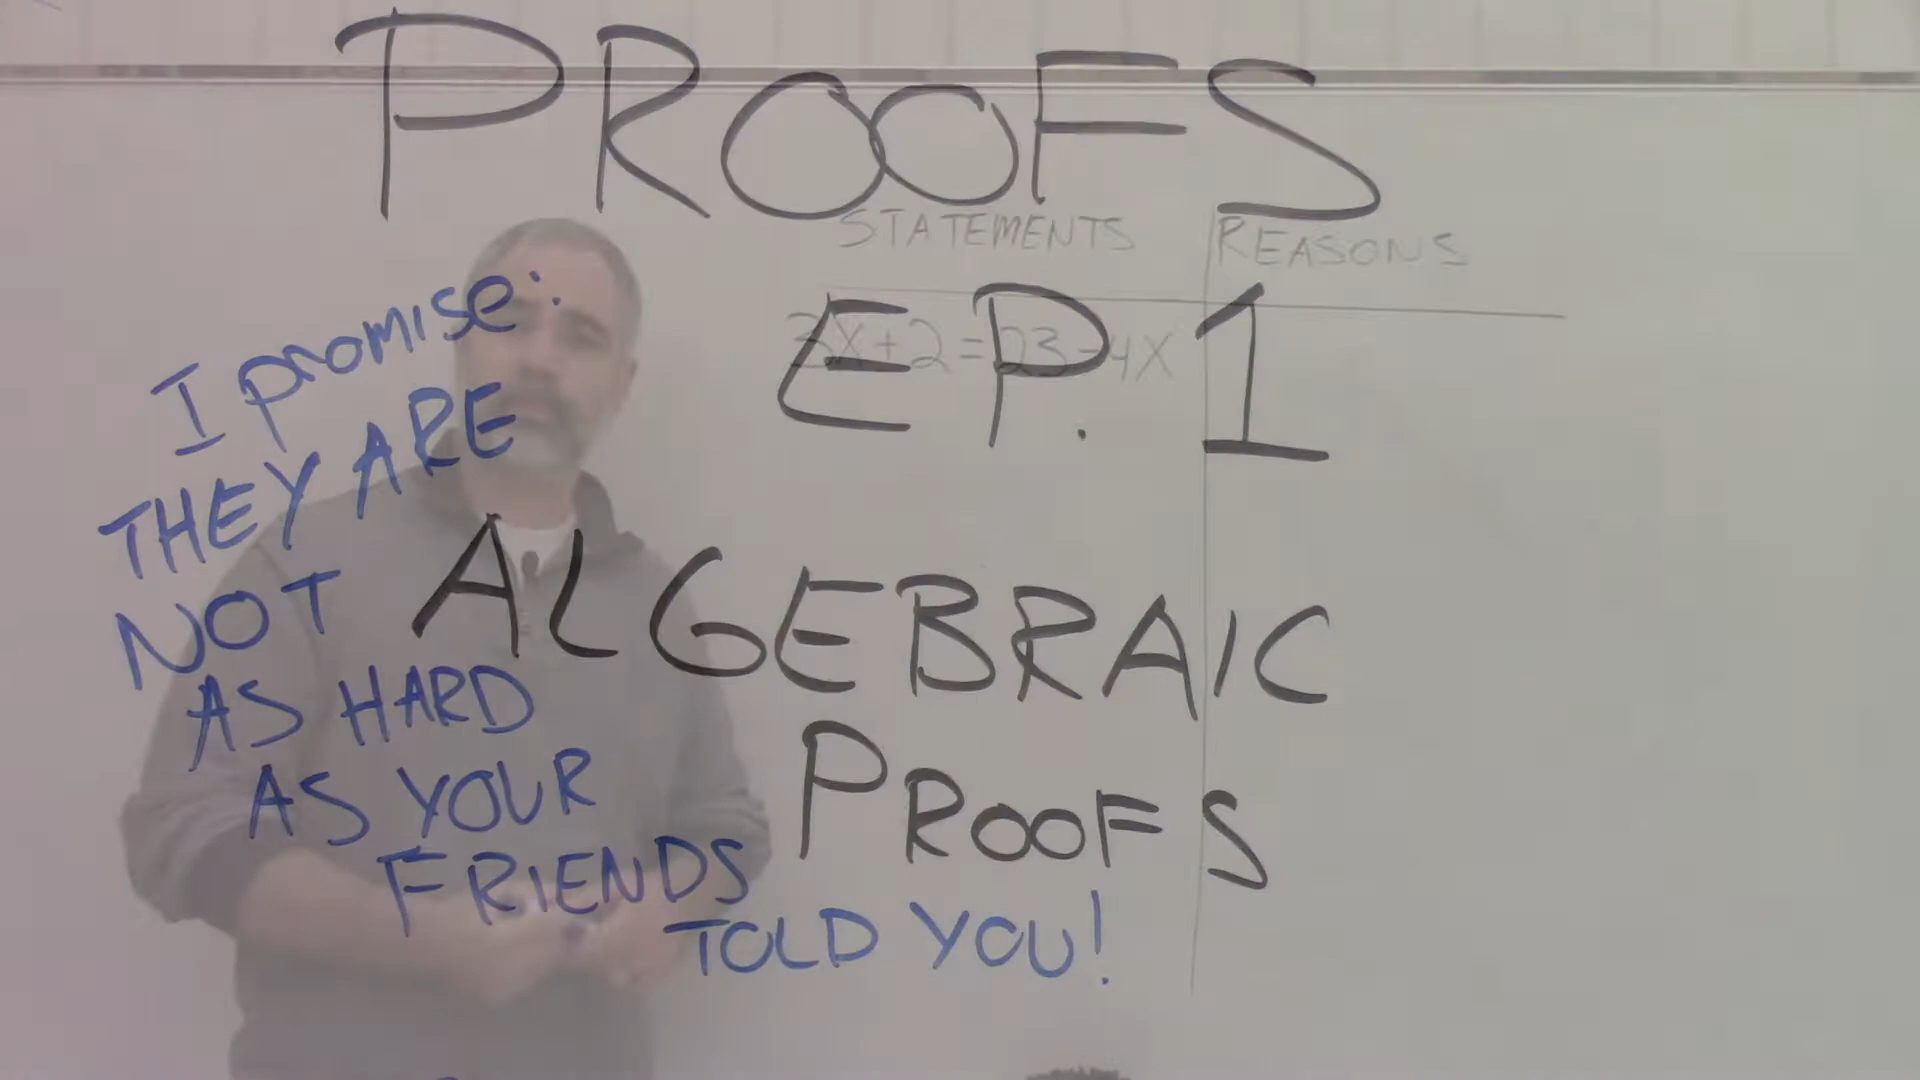 PROOFS
STATEMENTS REASONS
EP. 1
3X+2=23-4X
I promise:
THEY ARE
NOT
AS HARD
AS YOUR
FRIENDS
TOLD YOU!
ALGEBRAIC
PROOFS